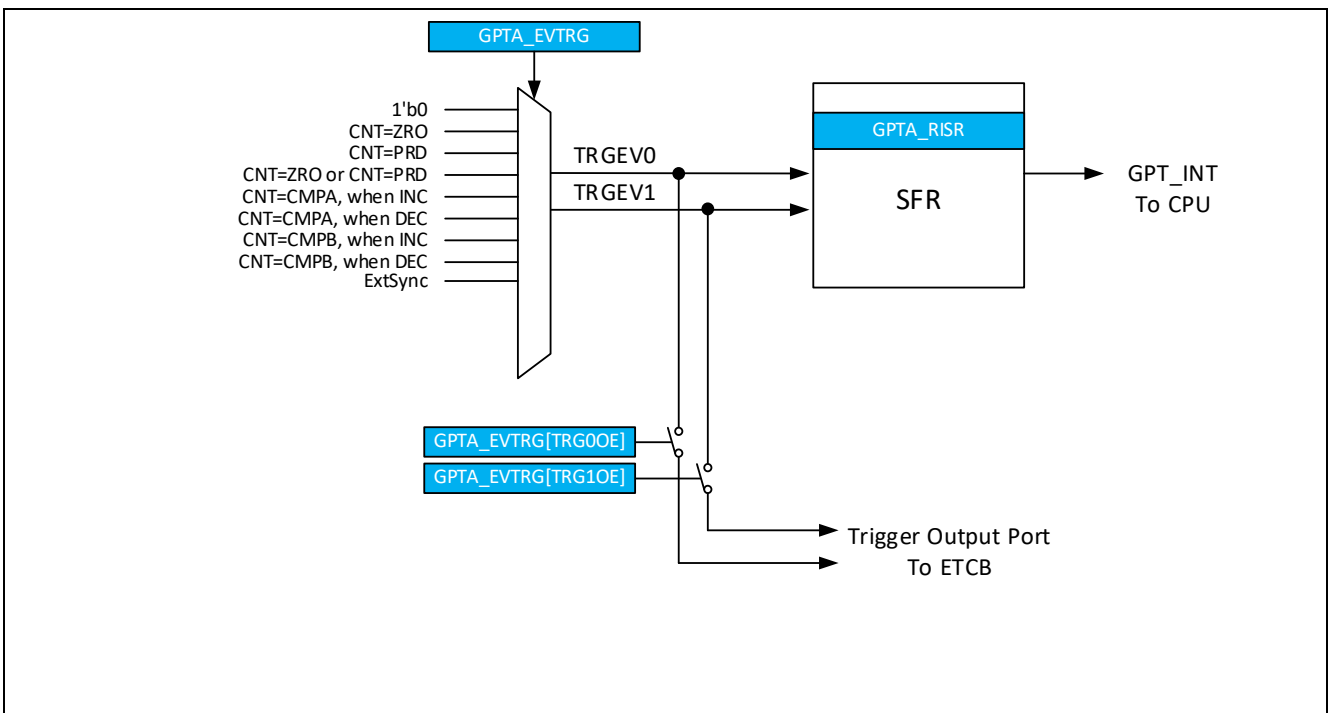 GPTA_EVTRG
1'b0
CNT=ZRO
CNT=PRD
CNT=ZRO or CNT=PRD
CNT=CMPA, when INC
CNT=CMPA, when DEC
CNT=CMPB, when INC
CNT=CMPB, when DEC
ExtSync
TRGEV0
TRGEV1
GPTA_RISR
SFR
GPT_INT
To CPU
GPTA_EVTRG[TRG0OE]
GPTA_EVTRG[TRG1OE]
Trigger Output Port
To ETCB